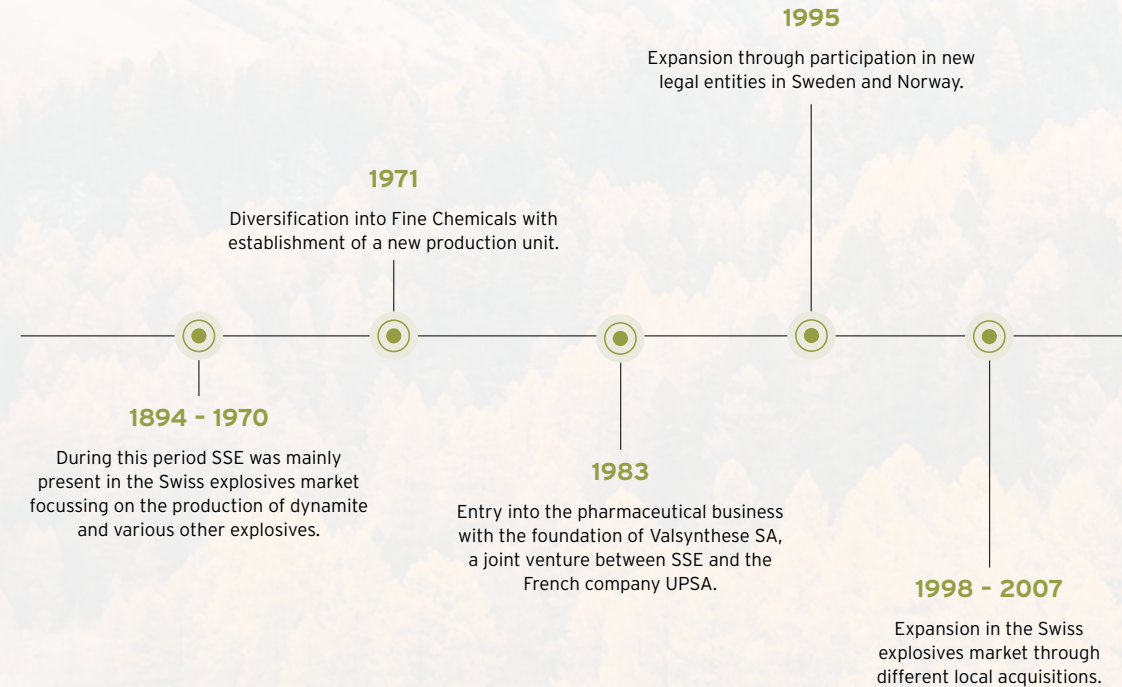 1894 - 1970
During this period SSE was mainly
present in the Swiss explosives market
focussing on the production of dynamite
and various other explosives.
1971
Diversification into Fine Chemicals with
establishment of a new production unit.
1983
Entry into the pharmaceutical business
with the foundation of Valsynthese SA,
a joint venture between SSE and the
French company UPSA.
1995
Expansion through participation in new
legal entities in Sweden and Norway.
1998 - 2007
Expansion in the Swiss
explosives market through
different local acquisitions.